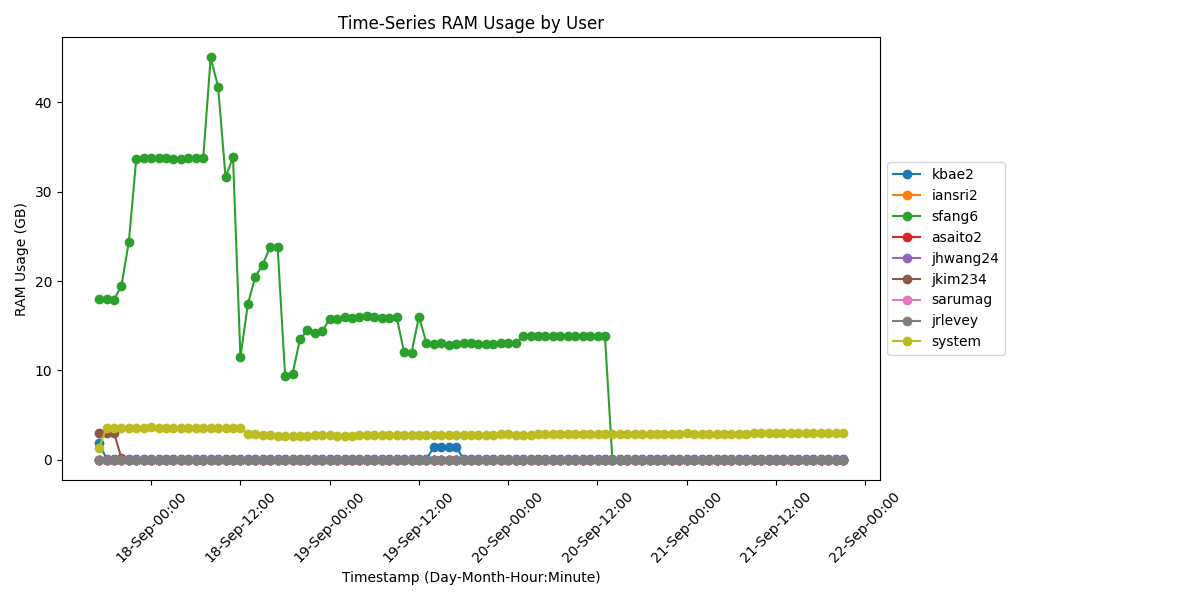 Time-Series RAM Usage by User
RAM Usage (GB)
40
30
20
10
0
18-Sep-00:00
18-Sep-12:00
19-Sep-00:00
19-Sep-12:00
20-Sep-00:00
20-Sep-12:00
21-Sep-00:00
21-Sep-12:00
22-Sep-00:00
Timestamp (Day-Month-Hour:Minute)
kbae2
iansri2
sfang6
asaito2
jhwang24
jkim234
sarumag
jrlevey
system